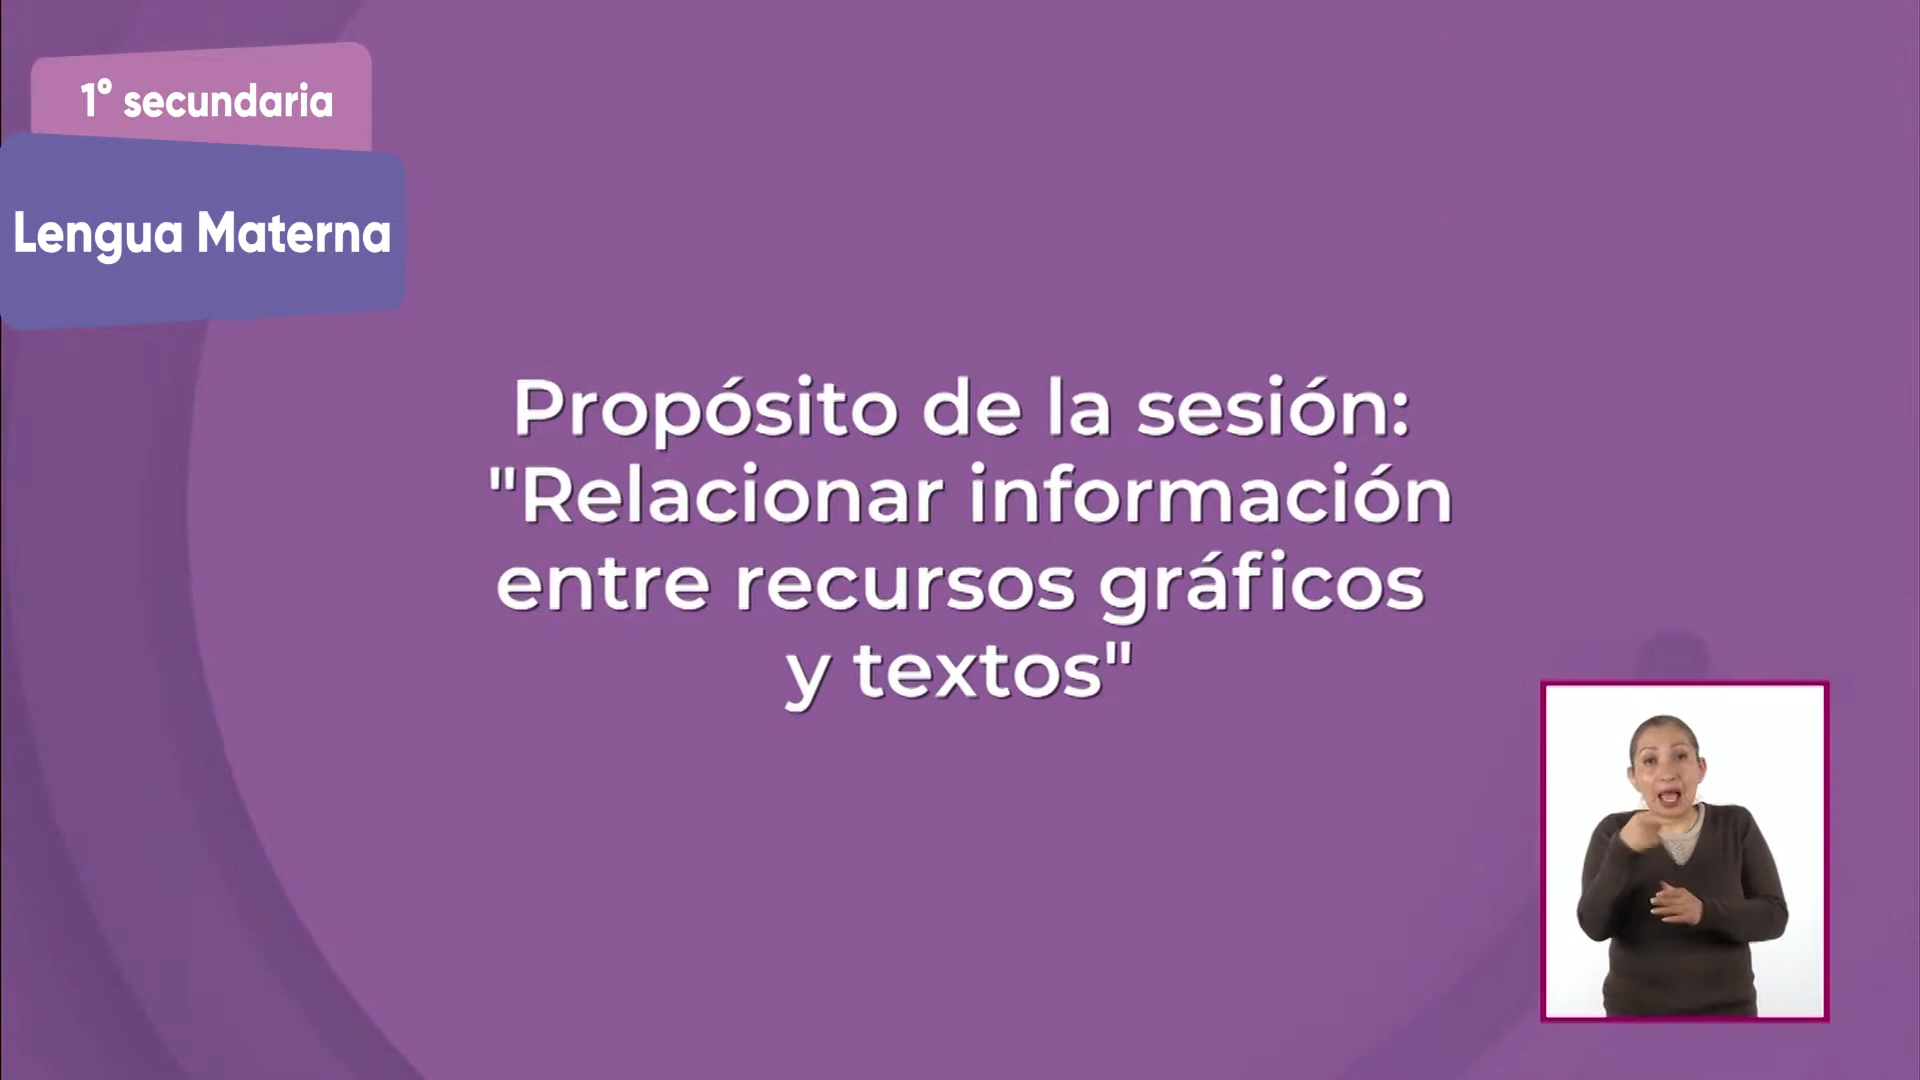 1° secundaria
Lengua Materna
Propósito de la sesión:
"Relacionar información
entre recursos gráficos
y textos"